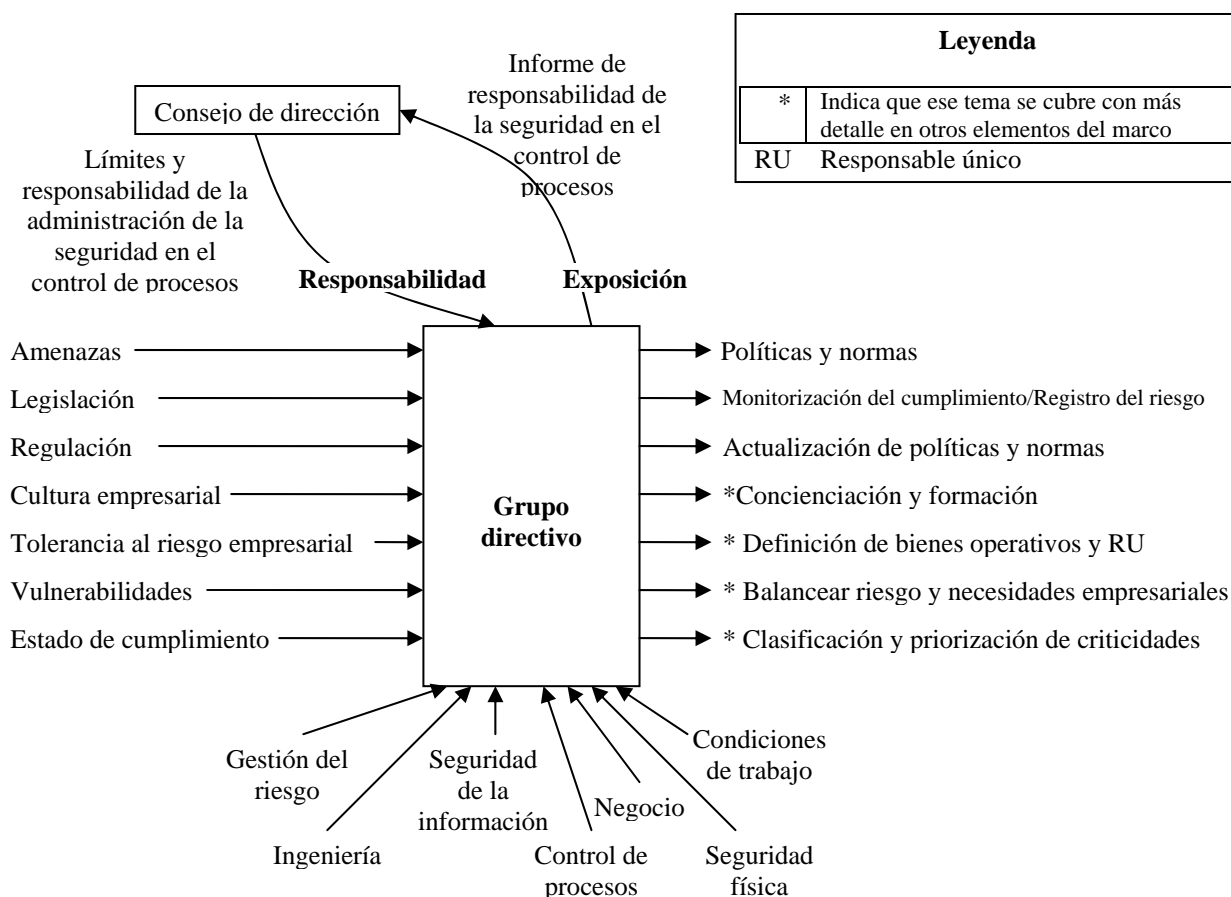 Leyenda
* Indica que ese tema se cubre con más
detalle en otros elementos del marco
RU Responsable único
Consejo de dirección
Informe de
responsabilidad de
la seguridad en el
control de
procesos
Límites y
responsabilidad de la
administración de la
seguridad en el
control de procesos
Responsabilidad
Exposición
Amenazas
Legislación
Regulación
Cultura empresarial
Tolerancia al riesgo empresarial
Vulnerabilidades
Estado de cumplimiento
Grupo
directivo
Políticas y normas
Monitorización del cumplimiento/Registro del riesgo
Actualización de políticas y normas
*Concienciación y formación
* Definición de bienes operativos y RU
* Balancear riesgo y necesidades empresariales
* Clasificación y priorización de criticidades
Gestión del
riesgo
Ingeniería
Seguridad
de la
información
Control de
procesos
Negocio
Seguridad
física
Condiciones
de trabajo